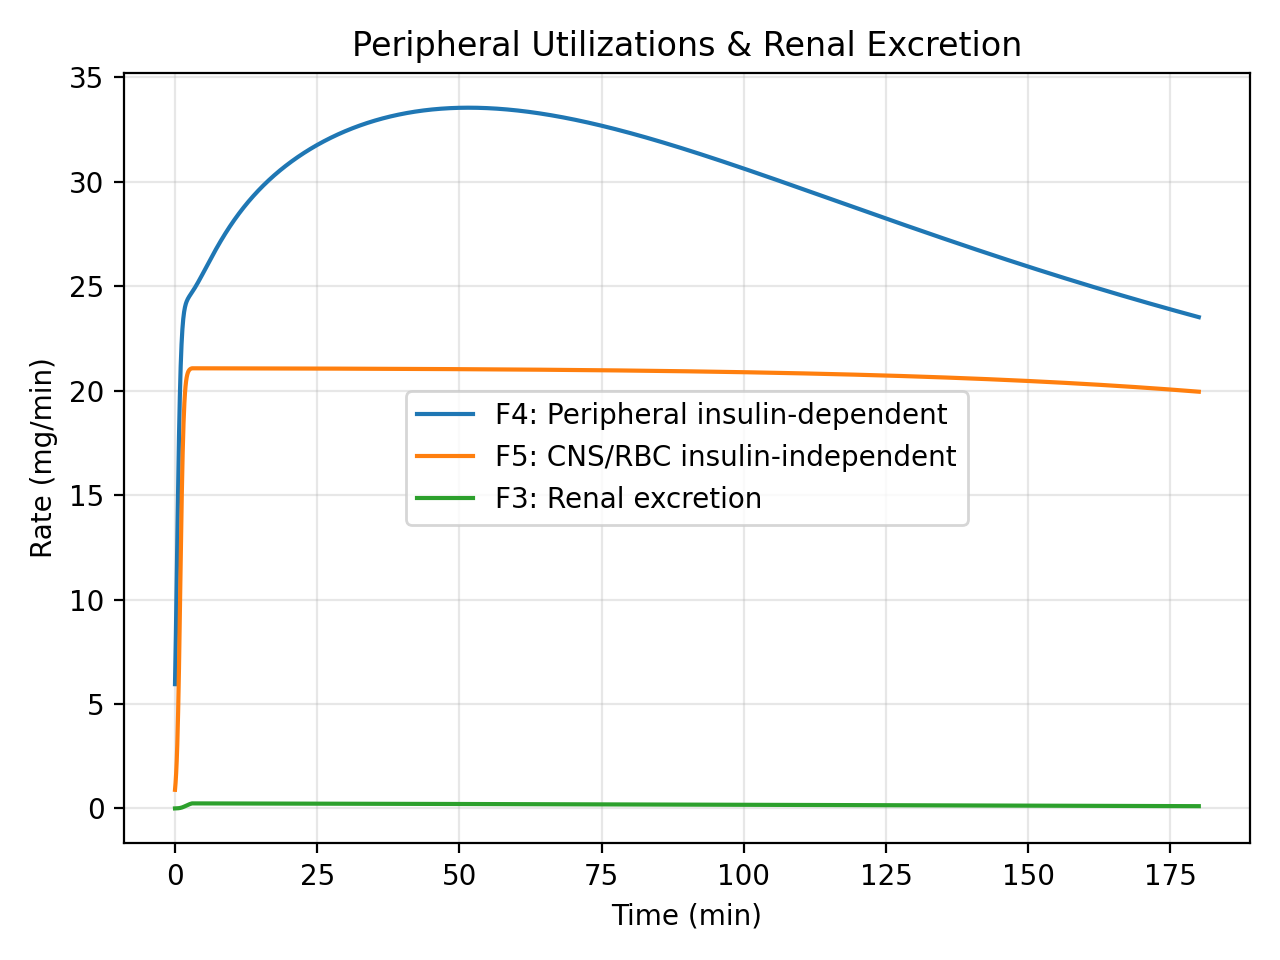 Peripheral Utilizations & Renal Excretion
35
30
25
20
15
10
5
0
Rate (mg/min)
F4: Peripheral insulin-dependent
F5: CNS/RBC insulin-independent
F3: Renal excretion
0 25 50 75 100 125 150 175
Time (min)